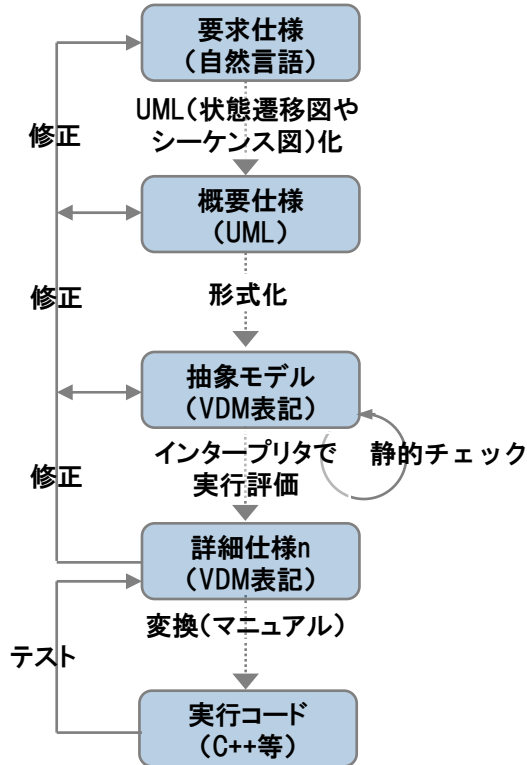 要求仕様
（自然言語）
UML（状態遷移図や
シーケンス図）化
修正
概要仕様
（UML）
修正
形式化
抽象モデル
（VDM表記）
インタープリタで
実行評価
静的チェック
修正
詳細仕様n
（VDM表記）
変換（マニュアル）
テスト
実行コード
（C++等）